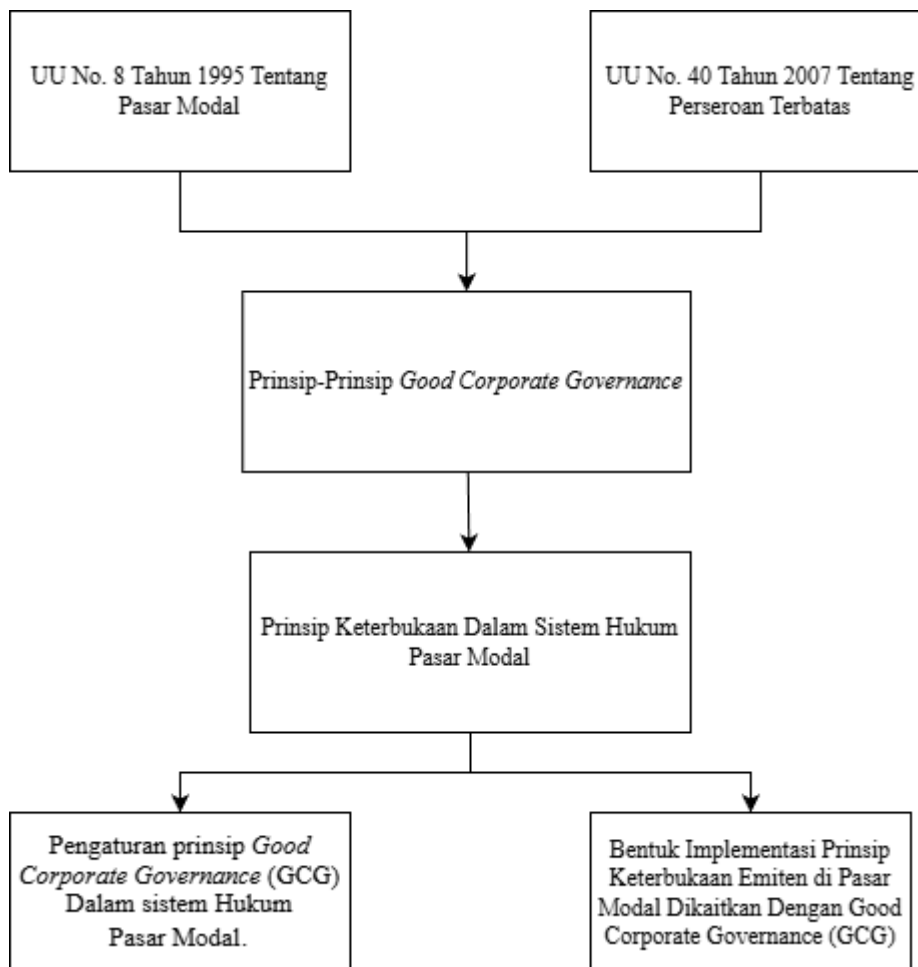 UU No. 8 Tahun 1995 Tentang
Pasar Modal
UU No. 40 Tahun 2007 Tentang
Perseroan Terbatas
Prinsip-Prinsip Good Corporate Governance
Prinsip Keterbukaan Dalam Sistem Hukum
Pasar Modal
Pengaturan prinsip Good
Corporate Governance (GCG)
Dalam sistem Hukum
Pasar Modal.
Bentuk Implementasi Prinsip
Keterbukaan Emiten di Pasar
Modal Dikaitkan Dengan Good
Corporate Governance (GCG)